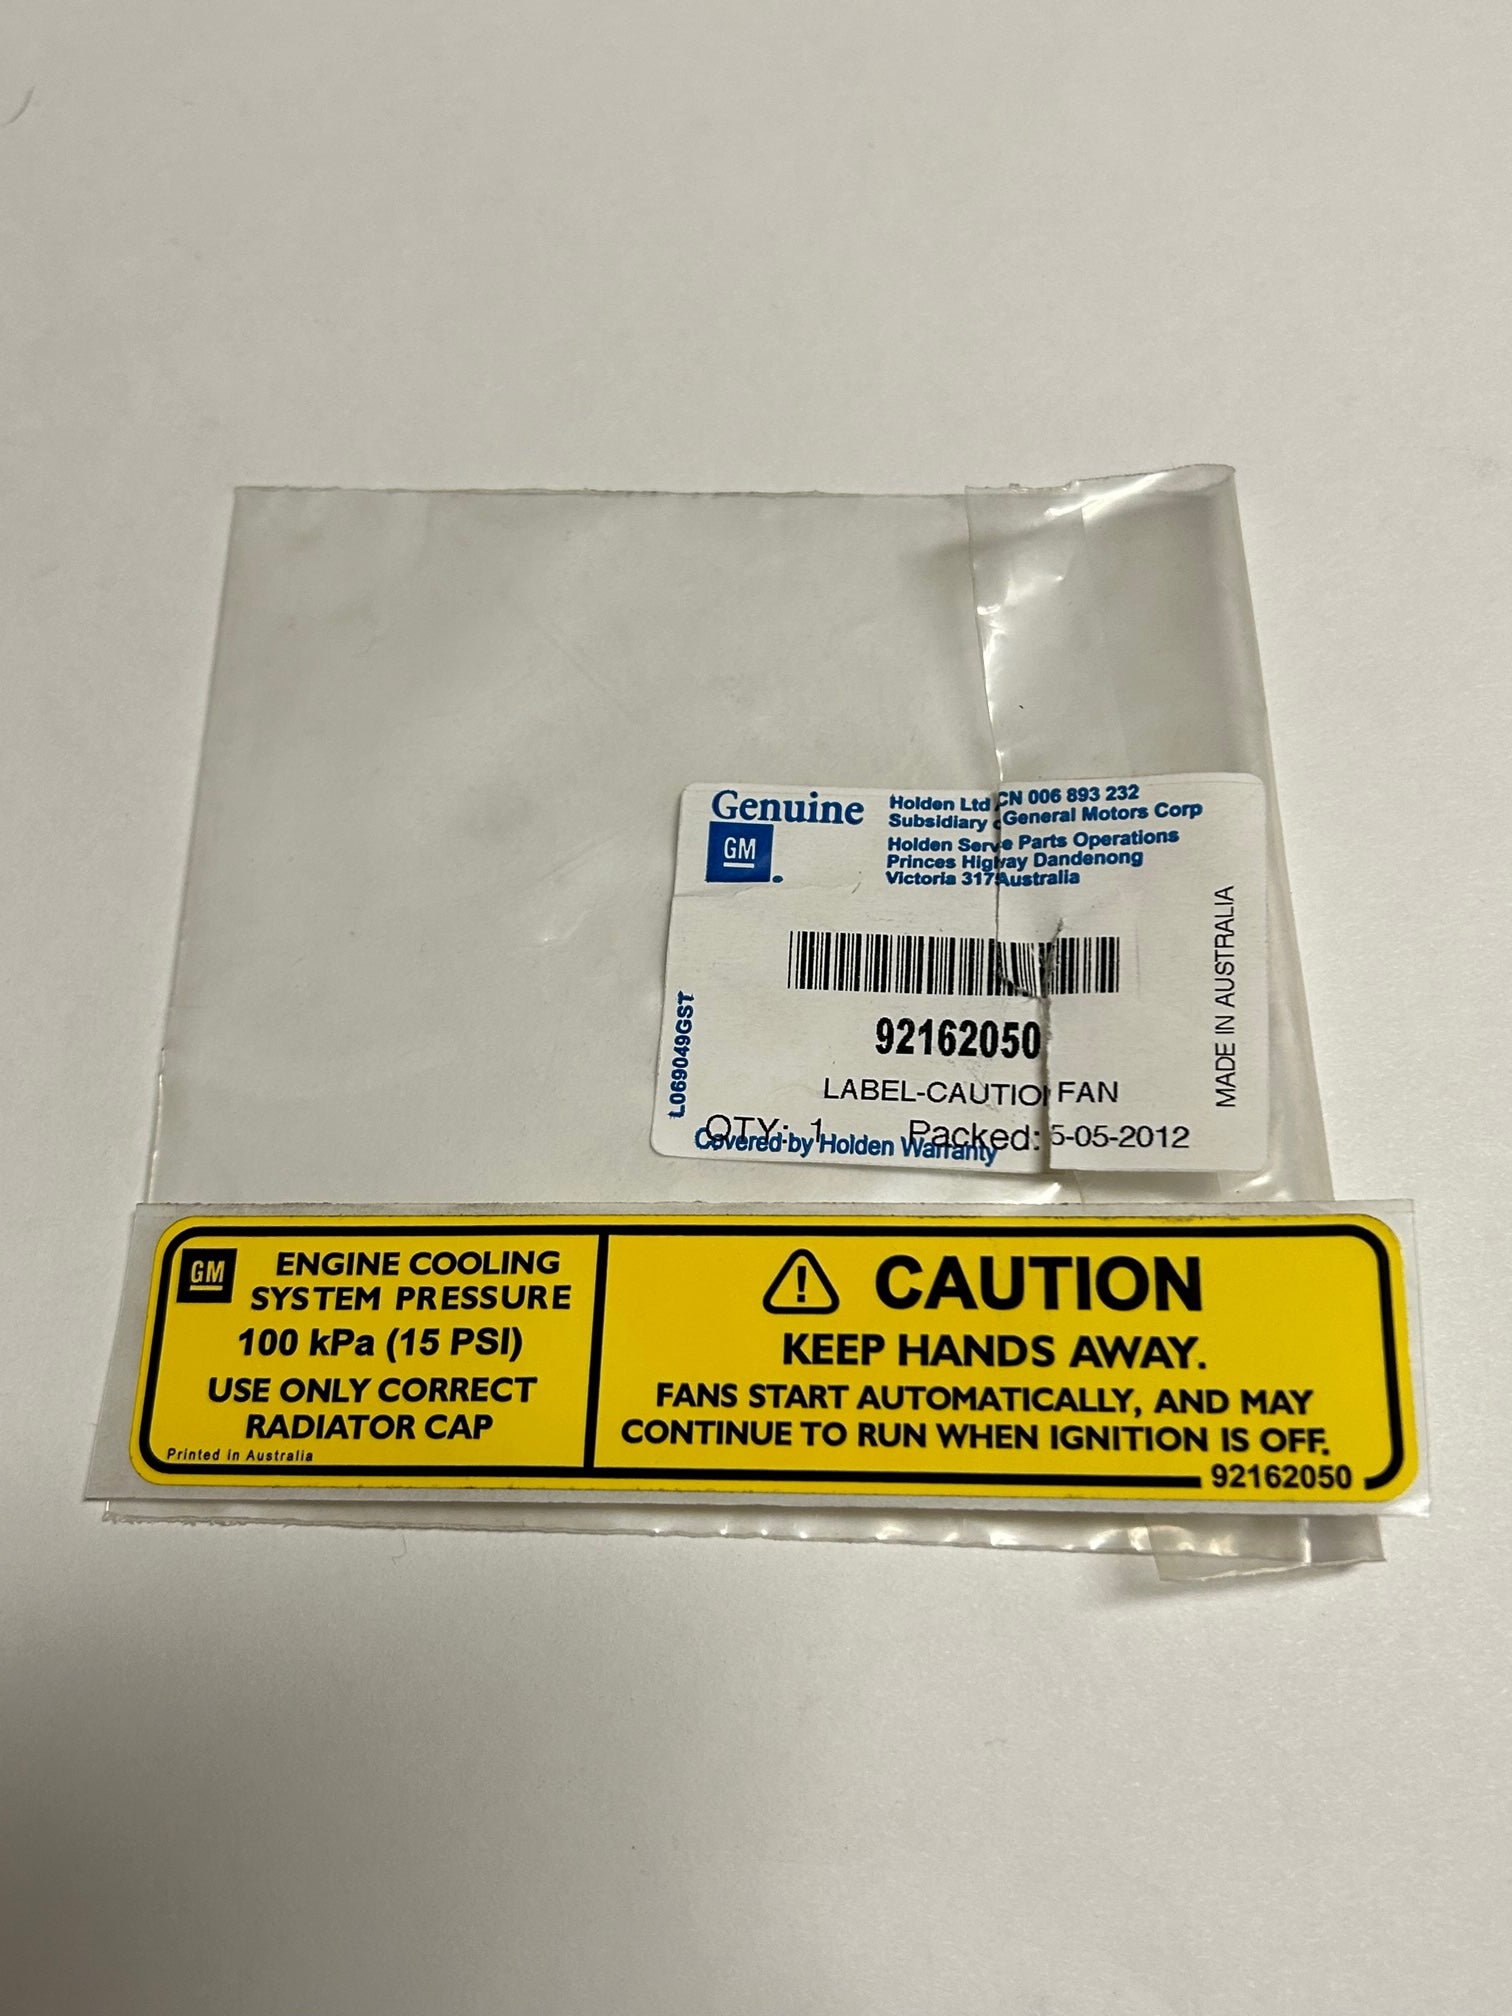 Genuine
GM
Holden Ltd CN 006 893 232
Subsidiary General Motors Corp
Holden Serv e Parts Operations
Princes Hig way Dandenong
Victoria 317 Australia
MADE IN AUSTRALIA
L069049GST
92162050
LABEL-CAUTIO FAN
QTY: 1 Packed: 5-05-2012
Covered by Holden Warranty
GM
ENGINE COOLING
SYSTEM PRESSURE
100 kPa (15 PSI)
USE ONLY CORRECT
RADIATOR CAP
Printed in Australia
CAUTION
KEEP HANDS AWAY.
FANS START AUTOMATICALLY, AND MAY
CONTINUE TO RUN WHEN IGNITION IS OFF.
92162050